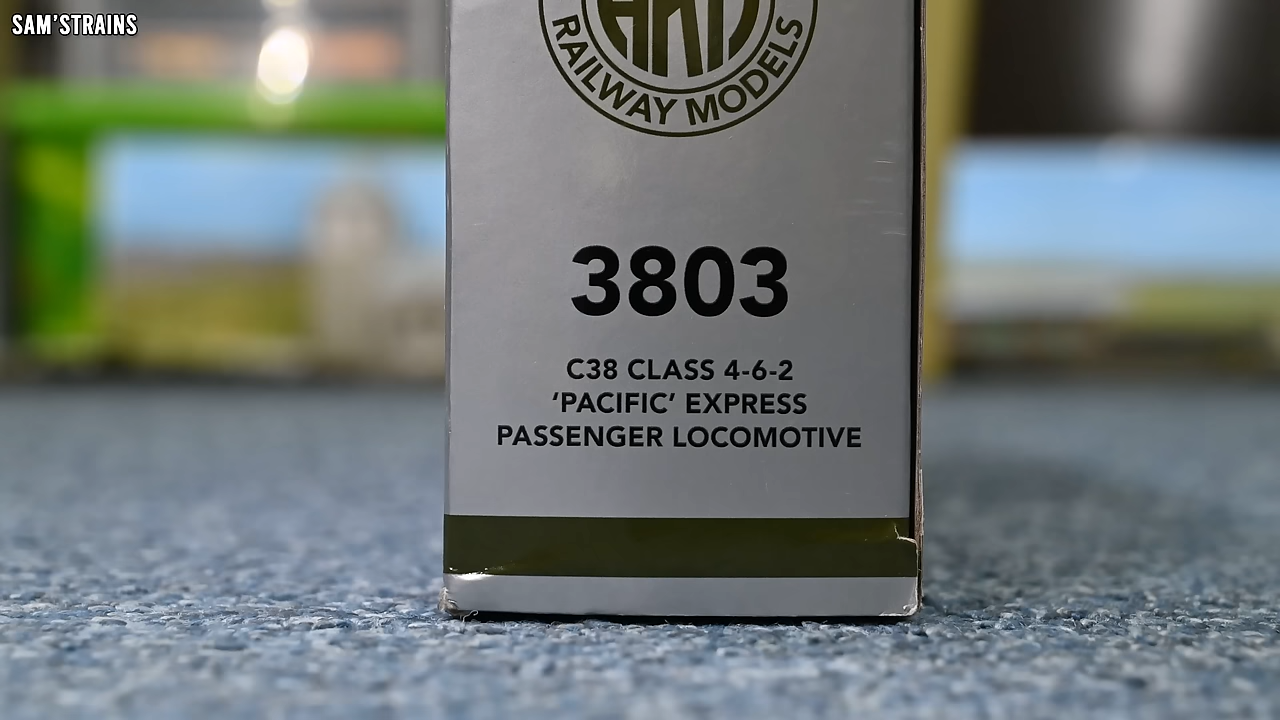 SAM'STRAINS
RAILWAY MODELS
3803
C38 CLASS 4-6-2
'PACIFIC' EXPRESS
PASSENGER LOCOMOTIVE